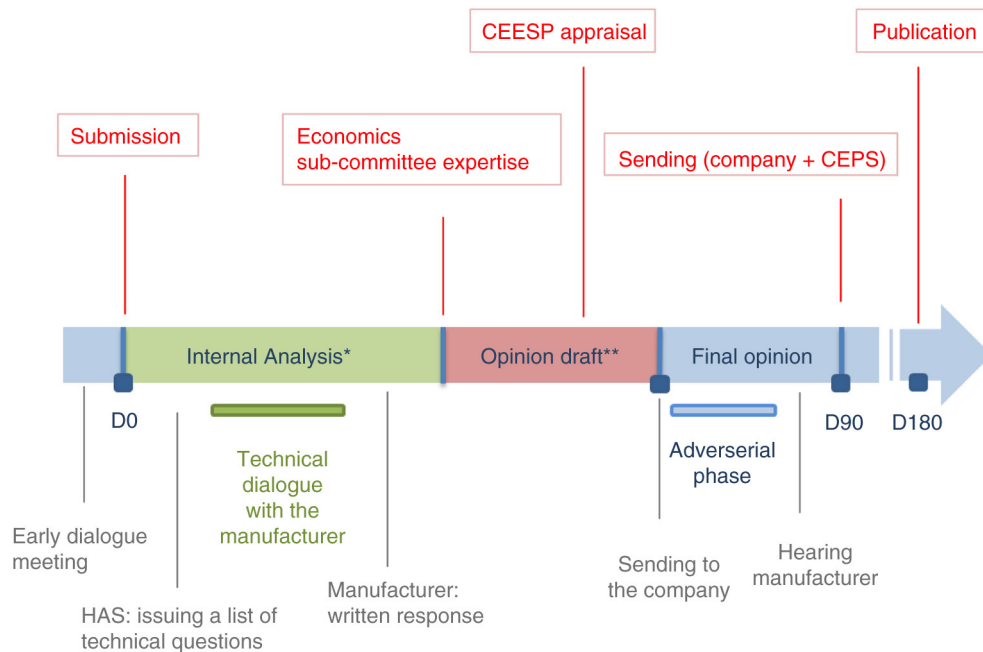 CEESP appraisal
Publication
Submission
Economics
sub-committee expertise
Sending (company + CEPS)
Internal Analysis*
Opinion draft**
Final opinion
D0
D90
D180
Technical
dialogue
with the
manufacturer
Adverserial
phase
Early dialogue
meeting
HAS: issuing a list of
technical questions
Manufacturer:
written response
Sending to
the company
Hearing
manufacturer